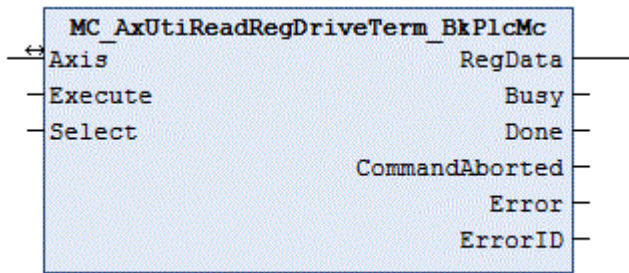 MC_AxUtiReadRegDriveTerm_BkPlcMc
Axis RegData
Execute Busy
Select Done
CommandAborted
Error
ErrorID